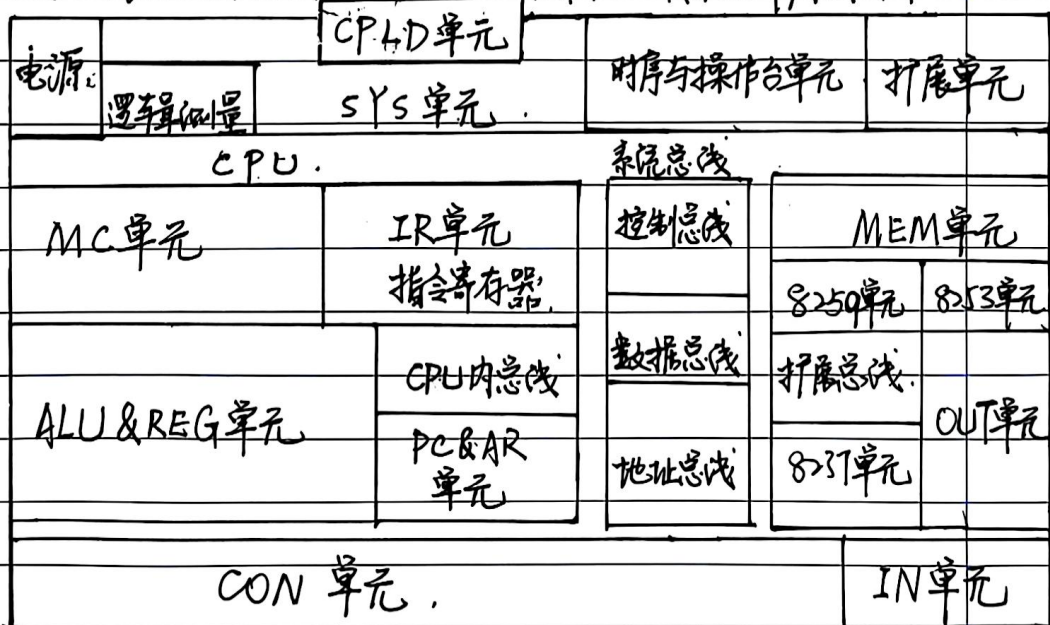 CPLD单元
电源
逻辑测量
SYS单元.
时序与操作台单元
扩展单元
CPU.
系统总线
MC单元
IR单元
指令寄存器
控制总线
MEM单元
8259单元
8253单元
ALU&REG单元
CPU内总线
数据总线
扩展总线.
OUT单元
PC&AR
单元
地址总线
8237单元
CON单元.
IN单元